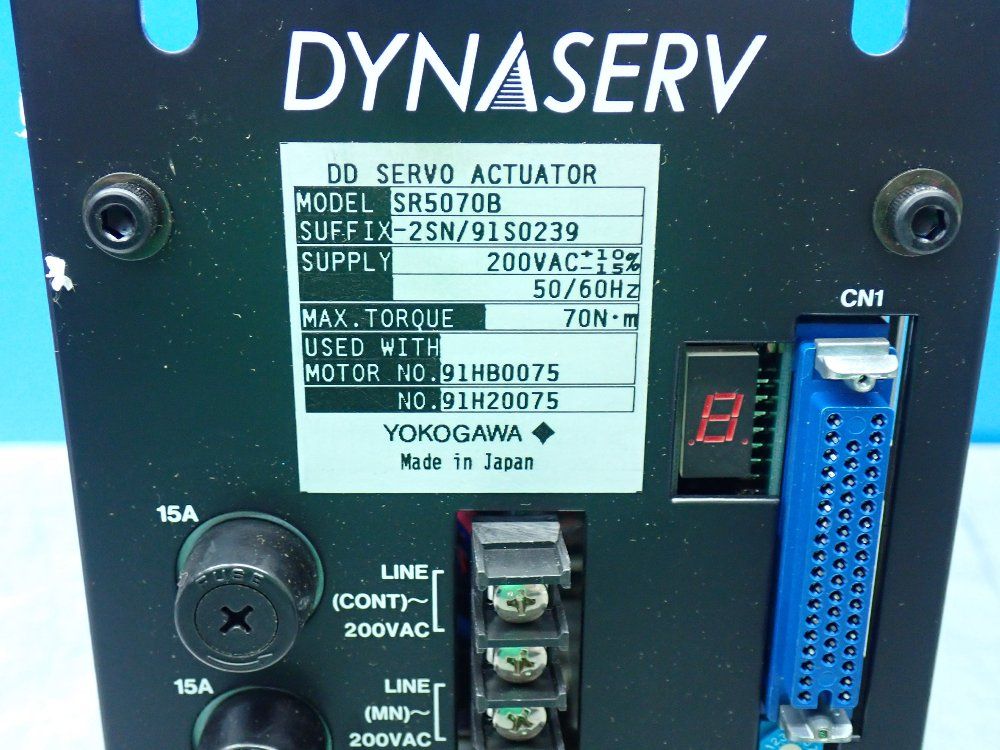 DYNASERV
DD SERVO ACTUATOR
MODEL SR5070B
SUFFIX-2SN/91S0239
SUPPLY 200VAC +10 -15%
50/60Hz
MAX.TORQUE 70N·m
USED WITH
MOTOR NO.91HB0075
NO.91H20075
YOKOGAWA
Made in Japan
CN1
8.
15A
FUSE
LINE
(CONT)~
200VAC
15A
LINE
(MN)~
200VAC